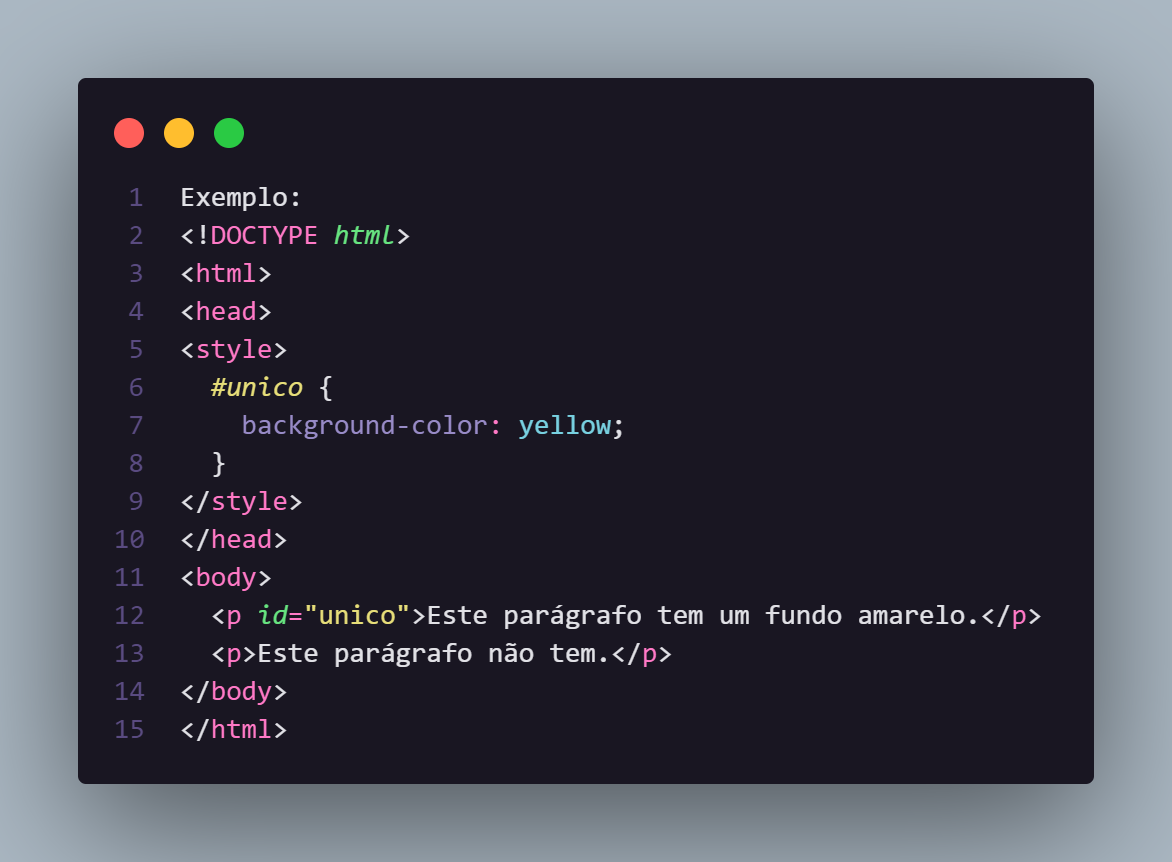 1 Exemplo:
2 <!DOCTYPE html>
3 <html>
4 <head>
5 <style>
6   #unico {
7     background-color: yellow;
8   }
9 </style>
10 </head>
11 <body>
12   <p id="unico">Este parágrafo tem um fundo amarelo.</p>
13   <p>Este parágrafo não tem.</p>
14 </body>
15 </html>